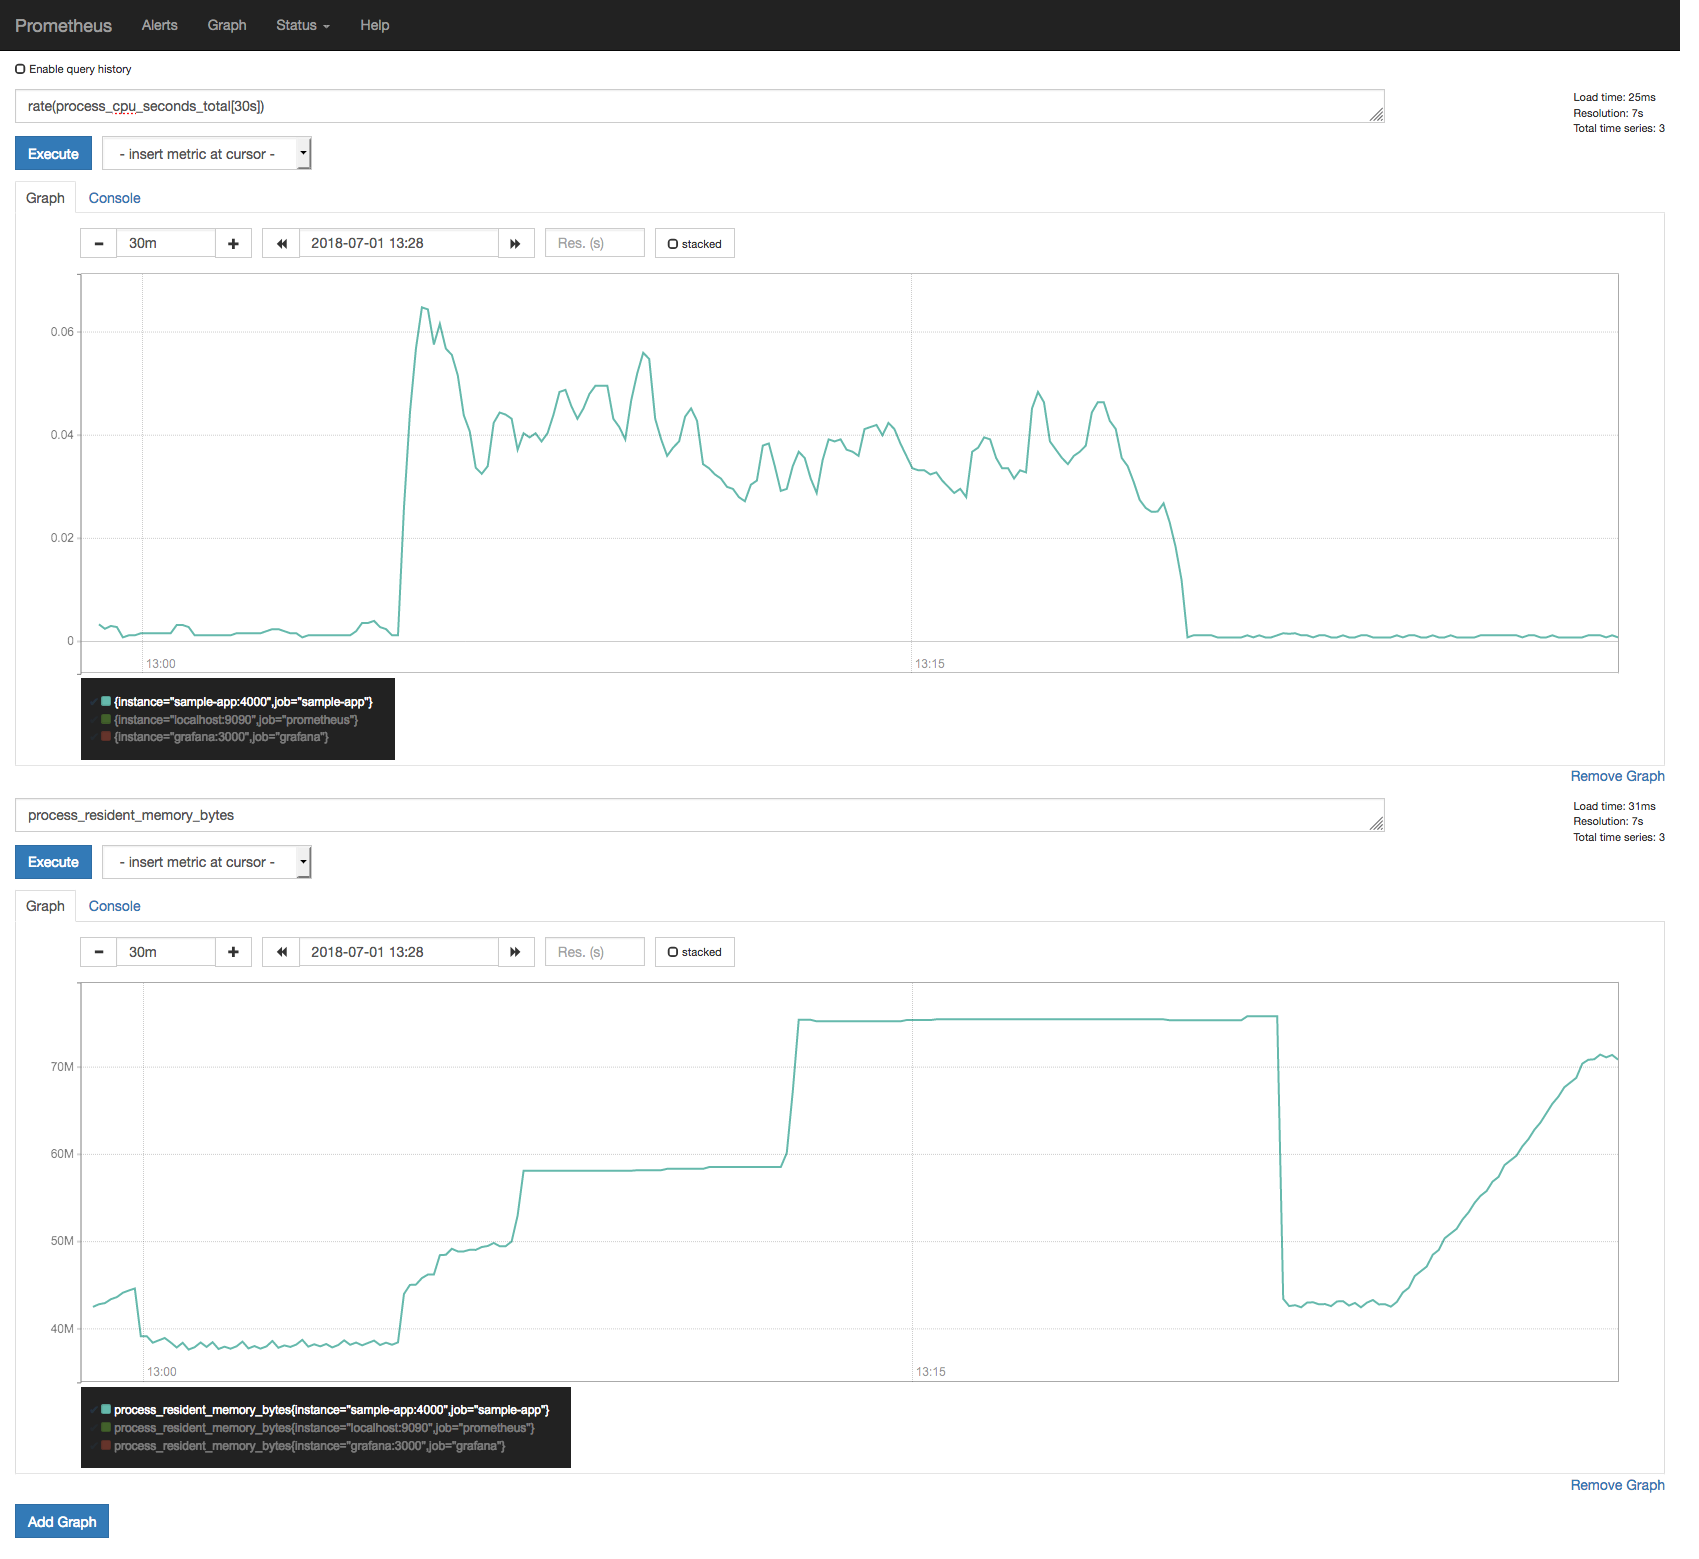 Prometheus Alerts Graph Status Help
Enable query history
rate(process_cpu_seconds_total[30s])
Load time: 25ms
Resolution: 7s
Total time series: 3
Execute - insert metric at cursor -
Graph Console
30m 2018-07-01 13:28 Res. (s) stacked
0.06
0.04
0.02
0
13:00 13:15
{instance="sample-app:4000",job="sample-app"}
{instance="localhost:9090",job="prometheus"}
{instance="grafana:3000",job="grafana"}
Remove Graph
process_resident_memory_bytes
Load time: 31ms
Resolution: 7s
Total time series: 3
Execute - insert metric at cursor -
Graph Console
30m 2018-07-01 13:28 Res. (s) stacked
70M
60M
50M
40M
13:00 13:15
process_resident_memory_bytes{instance="sample-app:4000",job="sample-app"}
process_resident_memory_bytes{instance="localhost:9090",job="prometheus"}
process_resident_memory_bytes{instance="grafana:3000",job="grafana"}
Remove Graph
Add Graph